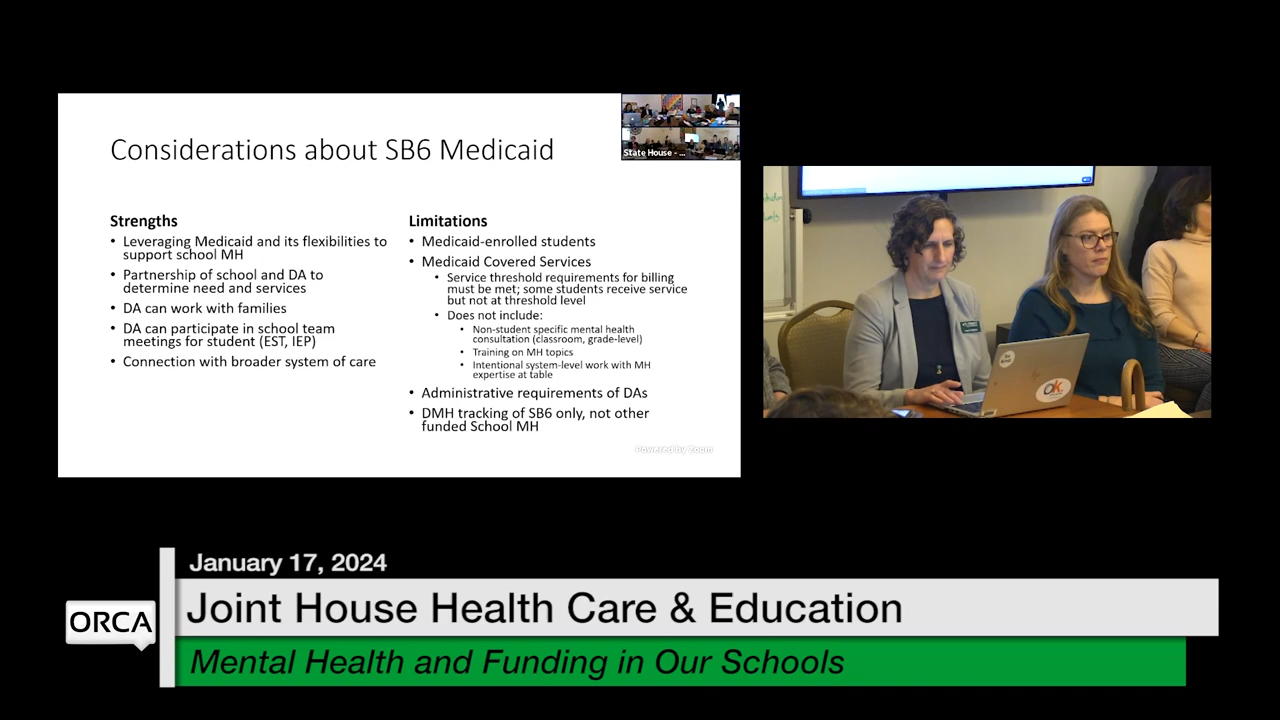 Considerations about SB6 Medicaid
State House - ...
Strengths
• Leveraging Medicaid and its flexibilities to
support school MH
• Partnership of school and DA to
determine need and services
• DA can work with families
• DA can participate in school team
meetings for student (EST, IEP)
• Connection with broader system of care
Limitations
• Medicaid-enrolled students
• Medicaid Covered Services
• Service threshold requirements for billing
must be met; some students receive service
but not at threshold level
• Does not include:
• Non-student specific mental health
consultation (classroom, grade-level)
• Training on MH topics
• Intentional system-level work with MH
expertise at table
• Administrative requirements of DAs
• DMH tracking of SB6 only, not other
funded School MH
Powered by Zoom
January 17, 2024
ORCA
Joint House Health Care & Education
Mental Health and Funding in Our Schools